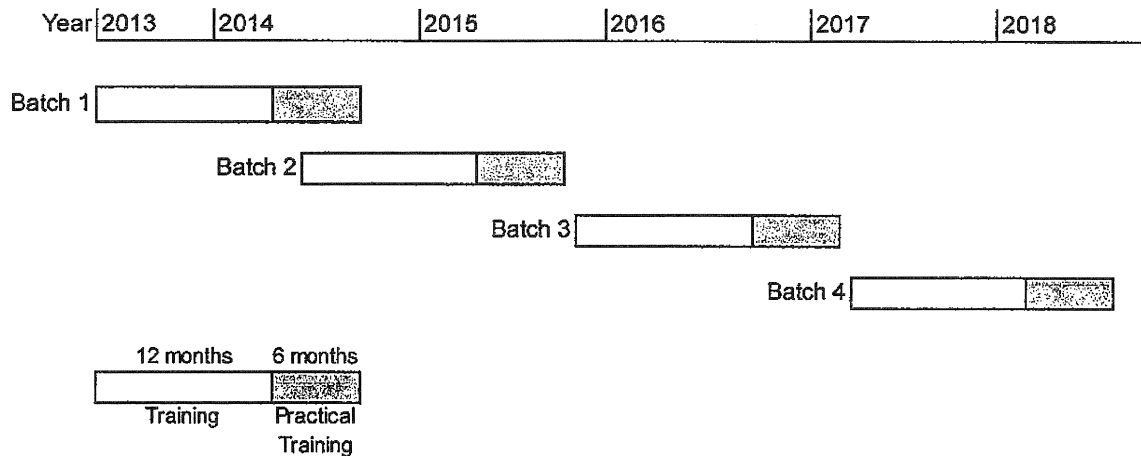 Year 2013 2014 2015 2016 2017 2018
Batch 1
Batch 2
Batch 3
Batch 4
12 months 6 months
Training Practical
Training